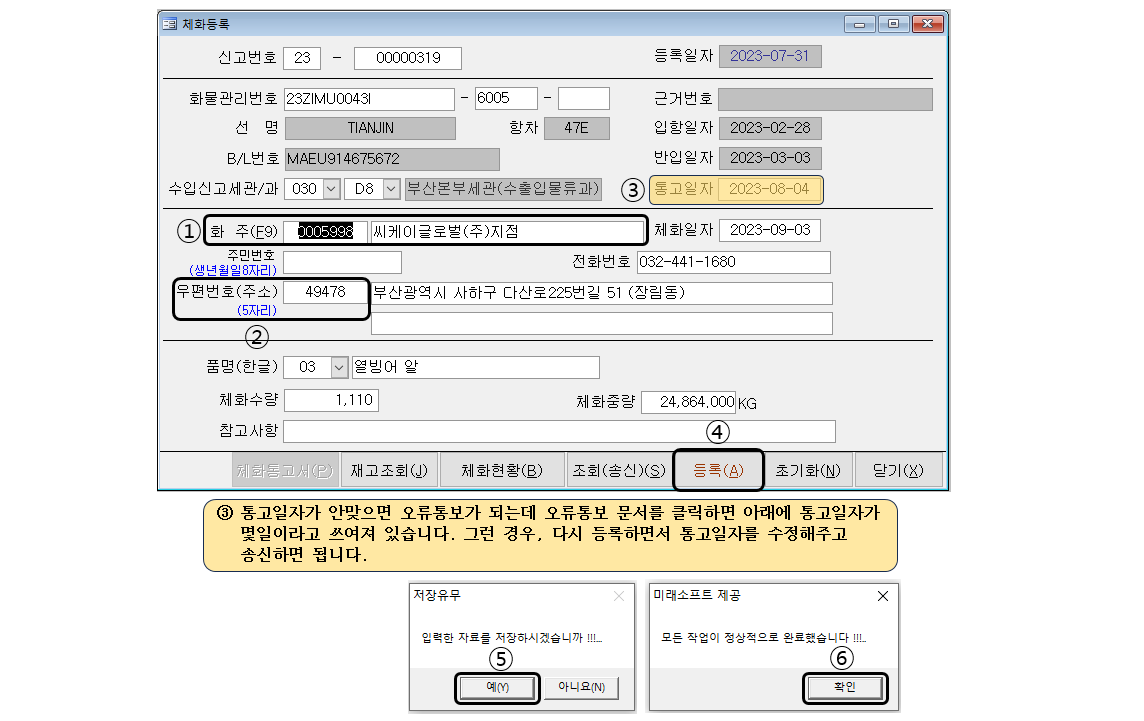 체화등록
신고번호 23 - 00000319 등록일자 2023-07-31
화물관리번호 23ZIMU0043I - 6005 - 근거번호
선 명 TIANJIN 항차 47E 입항일자 2023-02-28
B/L번호 MAEU914675672 반입일자 2023-03-03
수입신고세관/과 030 D8 부산본부세관(수출입물류과) ③ 통고일자 2023-08-04
① 화 주(F9) 0005998 씨케이글로벌(주)지점 체화일자 2023-09-03
주민번호
(생년월일8자리) 전화번호 032-441-1680
우편번호(주소) 49478 부산광역시 사하구 다산로225번길 51 (장림동)
(5자리)
②
품명(한글) 03 열빙어 알
체화수량 1,110 체화중량 24,864.000 KG
참고사항
④
체화통고서(P) 재고조회(J) 체화현황(B) 조회(송신)(S) 등록(A) 초기화(N) 닫기(X)
③ 통고일자가 안맞으면 오류통보가 되는데 오류통보 문서를 클릭하면 아래에 통고일자가
몇일이라고 쓰여져 있습니다. 그런 경우, 다시 등록하면서 통고일자를 수정해주고
송신하면 됩니다.
저장유무
입력한 자료를 저장하시겠습니까 !!!...
⑤
예(Y) 아니요(N)
미래소프트 제공
모든 작업이 정상적으로 완료했습니다 !!!..
⑥
확인